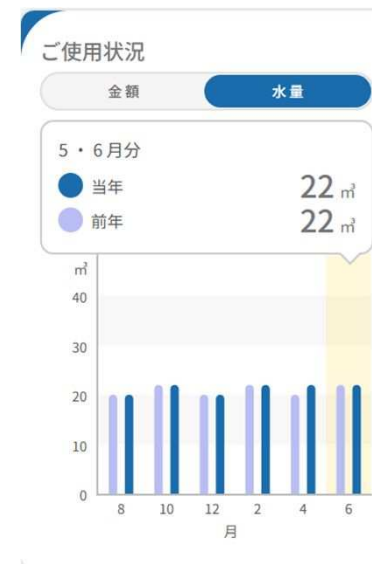 ご使用状況
金額 水量
5・6月分
当年 22 ㎥
前年 22 ㎥
㎥
40
30
20
10
0
8 10 12 2 4 6
月